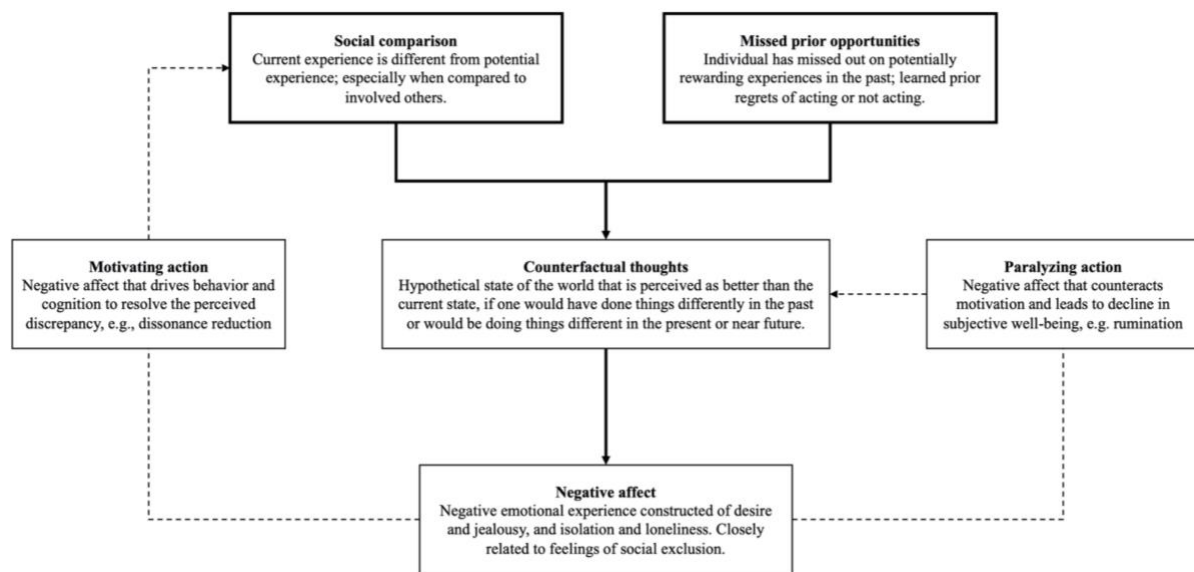 Social comparison
Current experience is different from potential
experience; especially when compared to
involved others.
Missed prior opportunities
Individual has missed out on potentially
rewarding experiences in the past; learned prior
regrets of acting or not acting.
Motivating action
Negative affect that drives behavior and
cognition to resolve the perceived
discrepancy, e.g., dissonance reduction
Counterfactual thoughts
Hypothetical state of the world that is perceived as better than the
current state, if one would have done things differently in the past
or would be doing things different in the present or near future.
Paralyzing action
Negative affect that counteracts
motivation and leads to decline in
subjective well-being, e.g. rumination
Negative affect
Negative emotional experience constructed of desire
and jealousy, and isolation and loneliness. Closely
related to feelings of social exclusion.